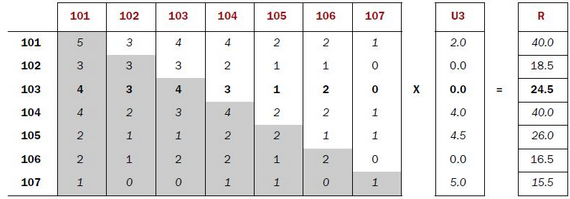 101 102 103 104 105 106 107 U3 R
101 5 3 4 4 2 2 1 2.0 40.0
102 3 3 3 2 1 1 0 0.0 18.5
103 4 3 4 3 1 2 0 X 0.0 = 24.5
104 4 2 3 4 2 2 1 4.0 40.0
105 2 1 1 2 2 1 1 4.5 26.0
106 2 1 2 2 1 2 0 0.0 16.5
107 1 0 0 1 1 0 1 5.0 15.5